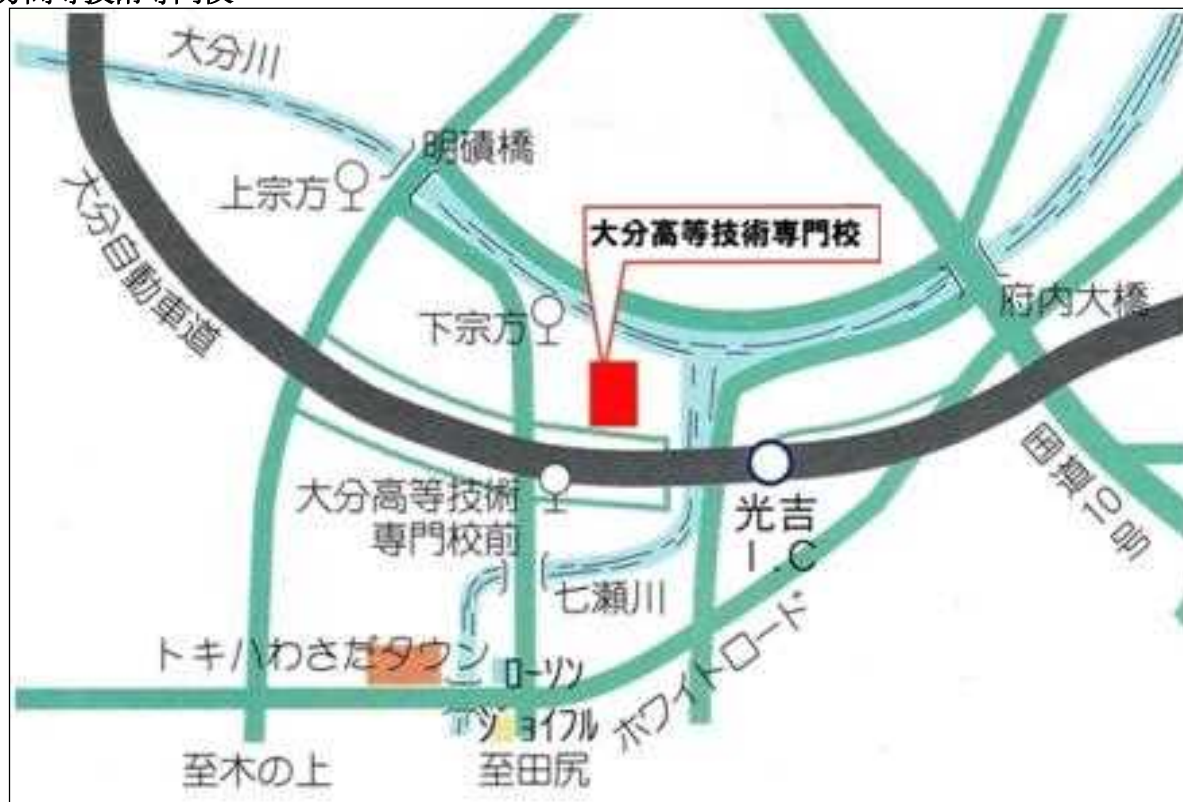 大分川
明磧橋
上宗方
大分自動車道
大分高等技術専門校
下宗方
府内大橋
国道10号
大分高等技術
専門校前
光吉
I.C
七瀬川
トキハわさだタウン
ローソン
ホワイトロード
ジョイフル
至木の上
至田尻